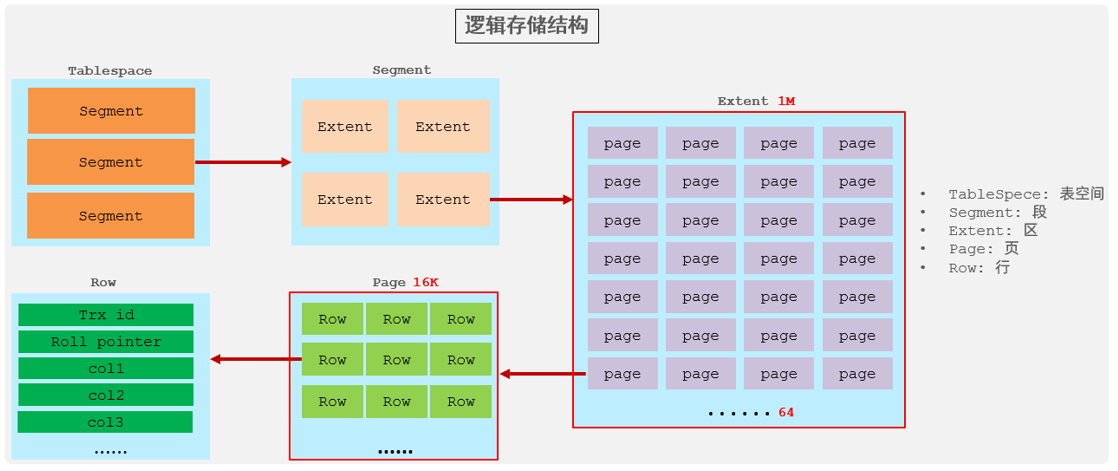 逻辑存储结构
Tablespace
Segment
Segment
Segment
Segment
Extent Extent
Extent Extent
Extent 1M
page page page page
page page page page
page page page page
page page page page
page page page page
page page page page
page page page page
......64
• TableSpece: 表空间
• Segment: 段
• Extent: 区
• Page: 页
• Row: 行
Row
Trx id
Roll pointer
col1
col2
col3
......
Page 16K
Row Row Row
Row Row Row
Row Row Row
......